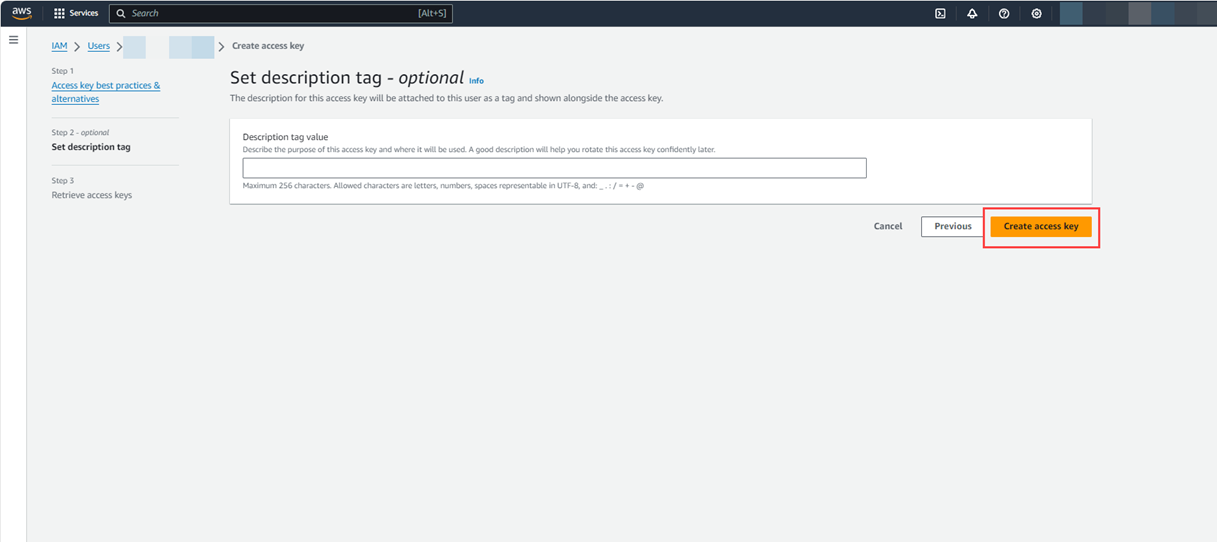 aws Services Search [Alt+S]
IAM > Users > > Create access key
Step 1
Access key best practices &
alternatives
Step 2 - optional
Set description tag
Step 3
Retrieve access keys
Set description tag - optional Info
The description for this access key will be attached to this user as a tag and shown alongside the access key.
Description tag value
Describe the purpose of this access key and where it will be used. A good description will help you rotate this access key confidently later.
Maximum 256 characters. Allowed characters are letters, numbers, spaces representable in UTF-8, and: _ . : / = + - @
Cancel Previous Create access key